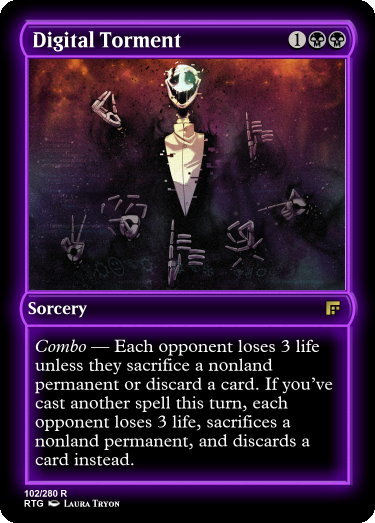 Digital Torment 1
Sorcery
Combo — Each opponent loses 3 life
unless they sacrifice a nonland
permanent or discard a card. If you've
cast another spell this turn, each
opponent loses 3 life, sacrifices a
nonland permanent, and discards a
card instead.
102/280 R
RTG Laura Tryon